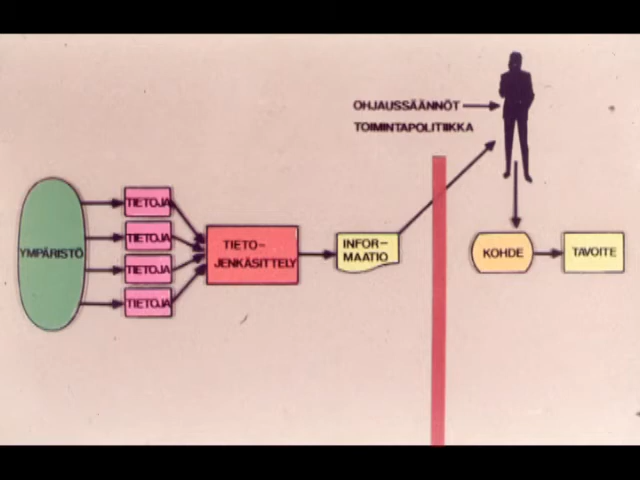 OHJAUSSÄÄNNÖT
TOIMINTAPOLITIIKKA
YMPÄRISTÖ
TIETOJA
TIETOJA
TIETOJA
TIETOJA
TIETO–
JENKÄSITTELY
INFOR–
MAATIO
KOHDE
TAVOITE